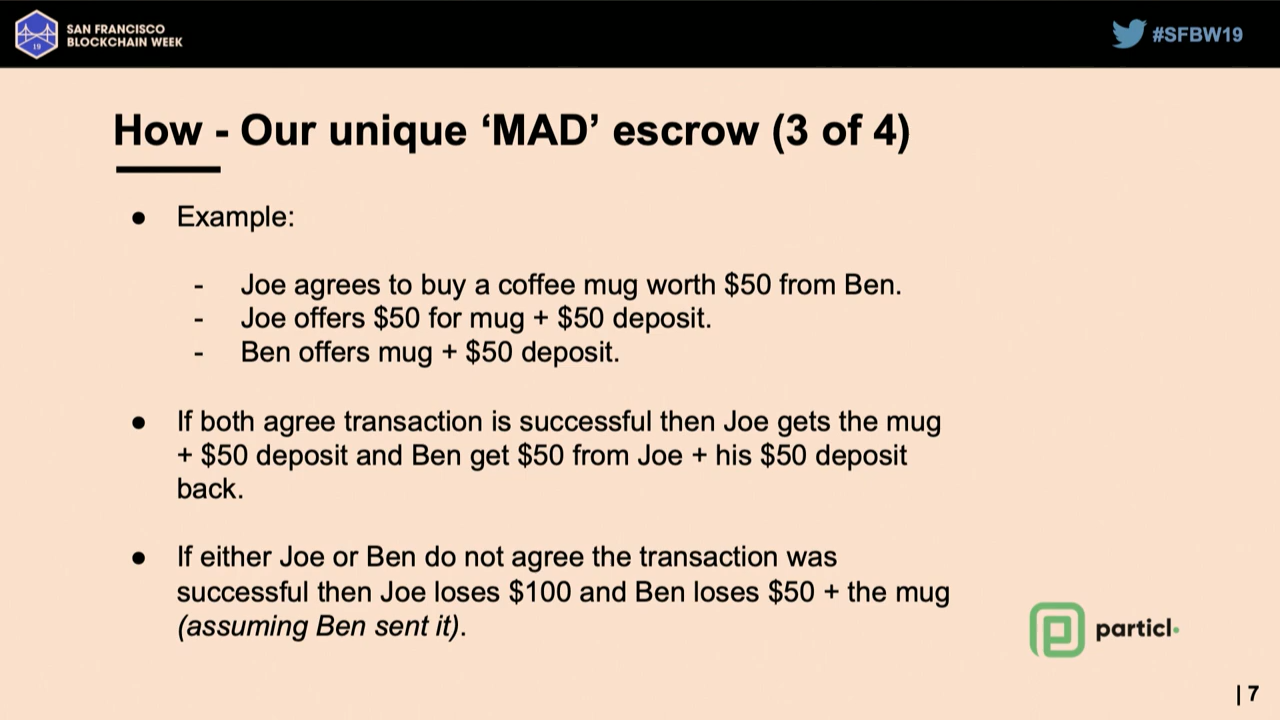 SAN FRANCISCO
BLOCKCHAIN WEEK
19
#SFBW19
How - Our unique ‘MAD’ escrow (3 of 4)
● Example:
- Joe agrees to buy a coffee mug worth $50 from Ben.
- Joe offers $50 for mug + $50 deposit.
- Ben offers mug + $50 deposit.
● If both agree transaction is successful then Joe gets the mug
+ $50 deposit and Ben get $50 from Joe + his $50 deposit
back.
● If either Joe or Ben do not agree the transaction was
successful then Joe loses $100 and Ben loses $50 + the mug
(assuming Ben sent it).
particl
| 7